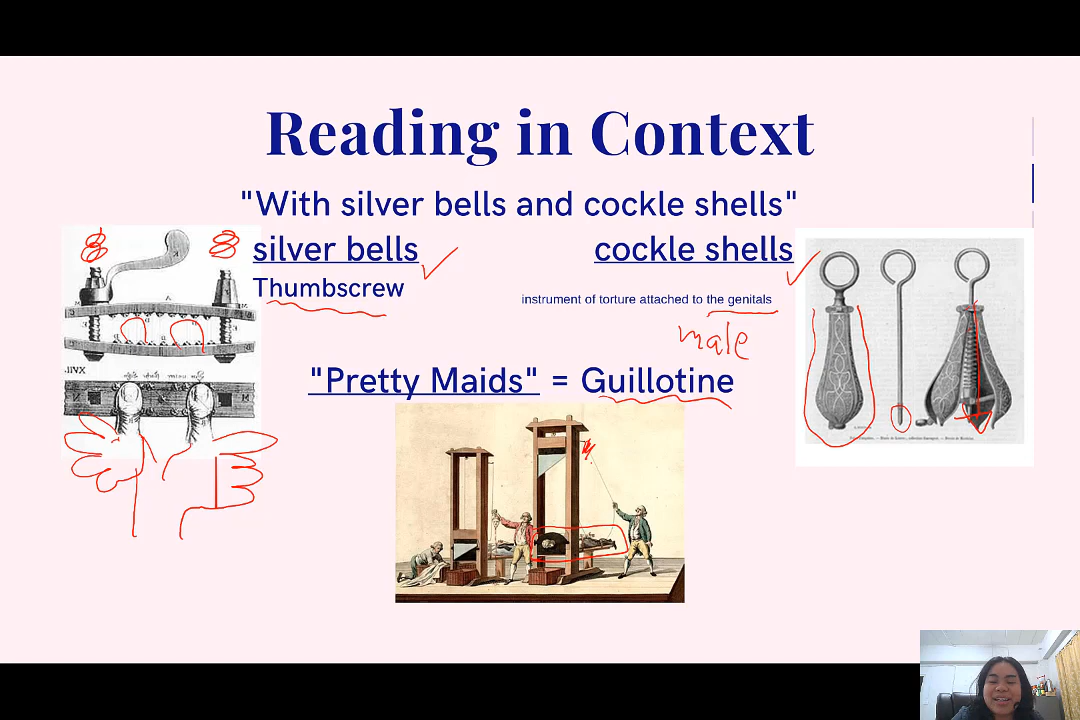 Reading in Context
"With silver bells and cockle shells"
silver bells
cockle shells
Thumbscrew
instrument of torture attached to the genitals
male
"Pretty Maids" = Guillotine